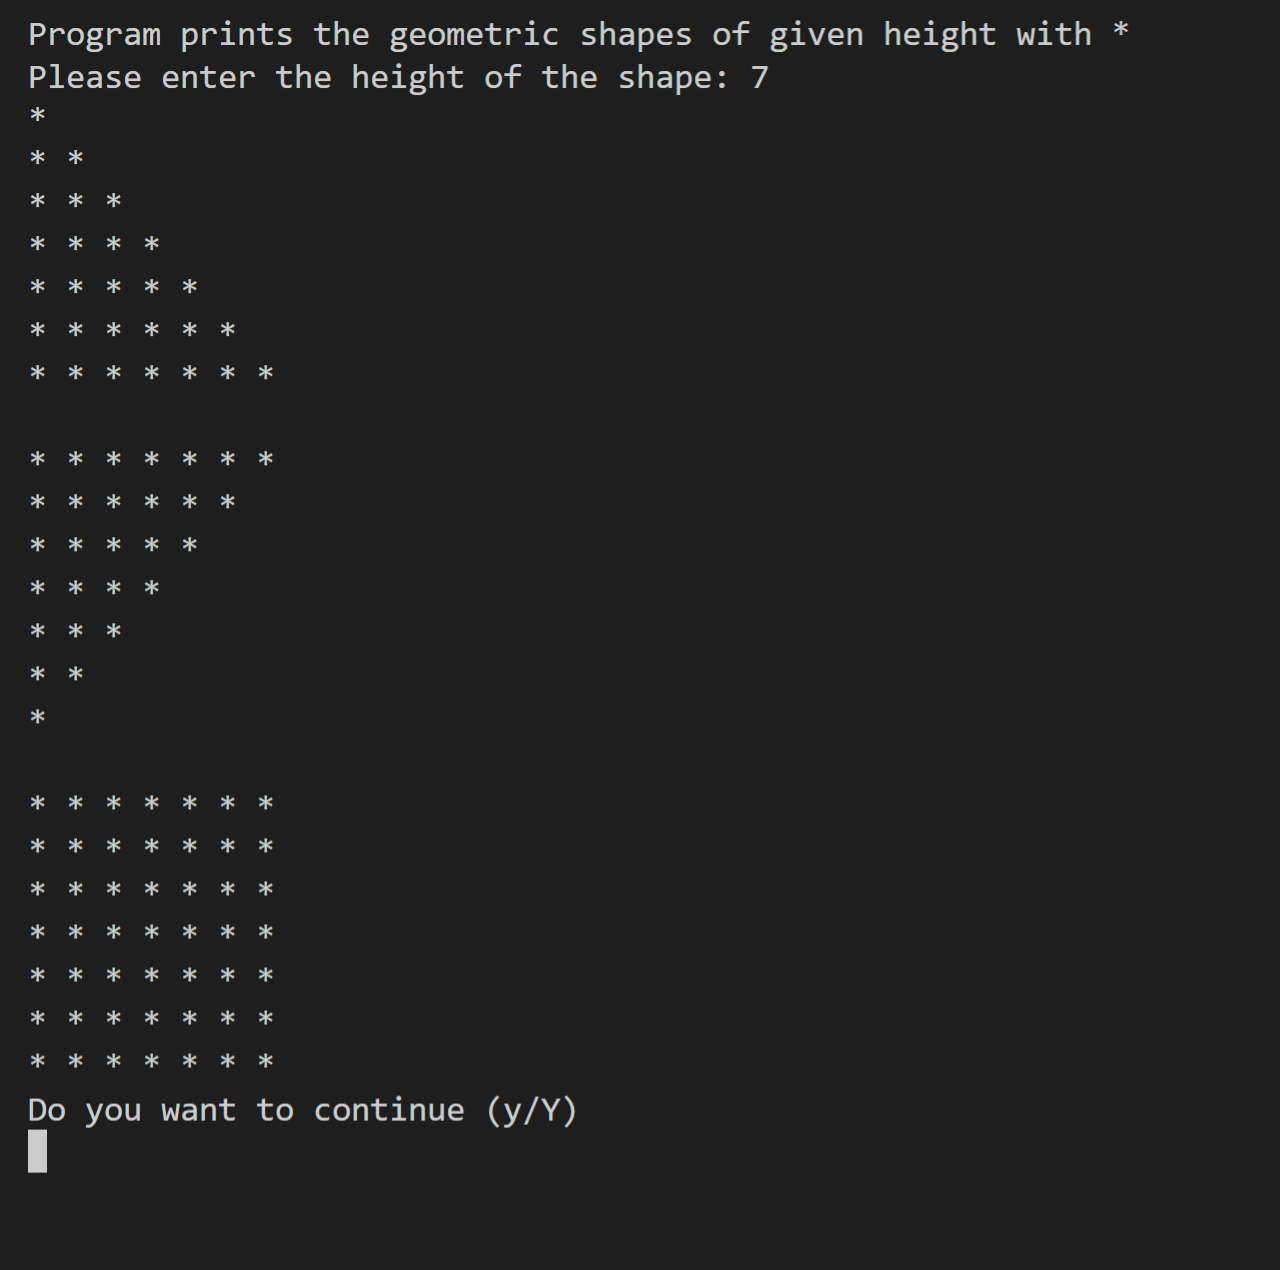 Program prints the geometric shapes of given height with *
Please enter the height of the shape: 7
*
* *
* * *
* * * *
* * * * *
* * * * * *
* * * * * * *

* * * * * * *
* * * * * *
* * * * *
* * * *
* * *
* *
*

* * * * * * *
* * * * * * *
* * * * * * *
* * * * * * *
* * * * * * *
* * * * * * *
* * * * * * *
Do you want to continue (y/Y)